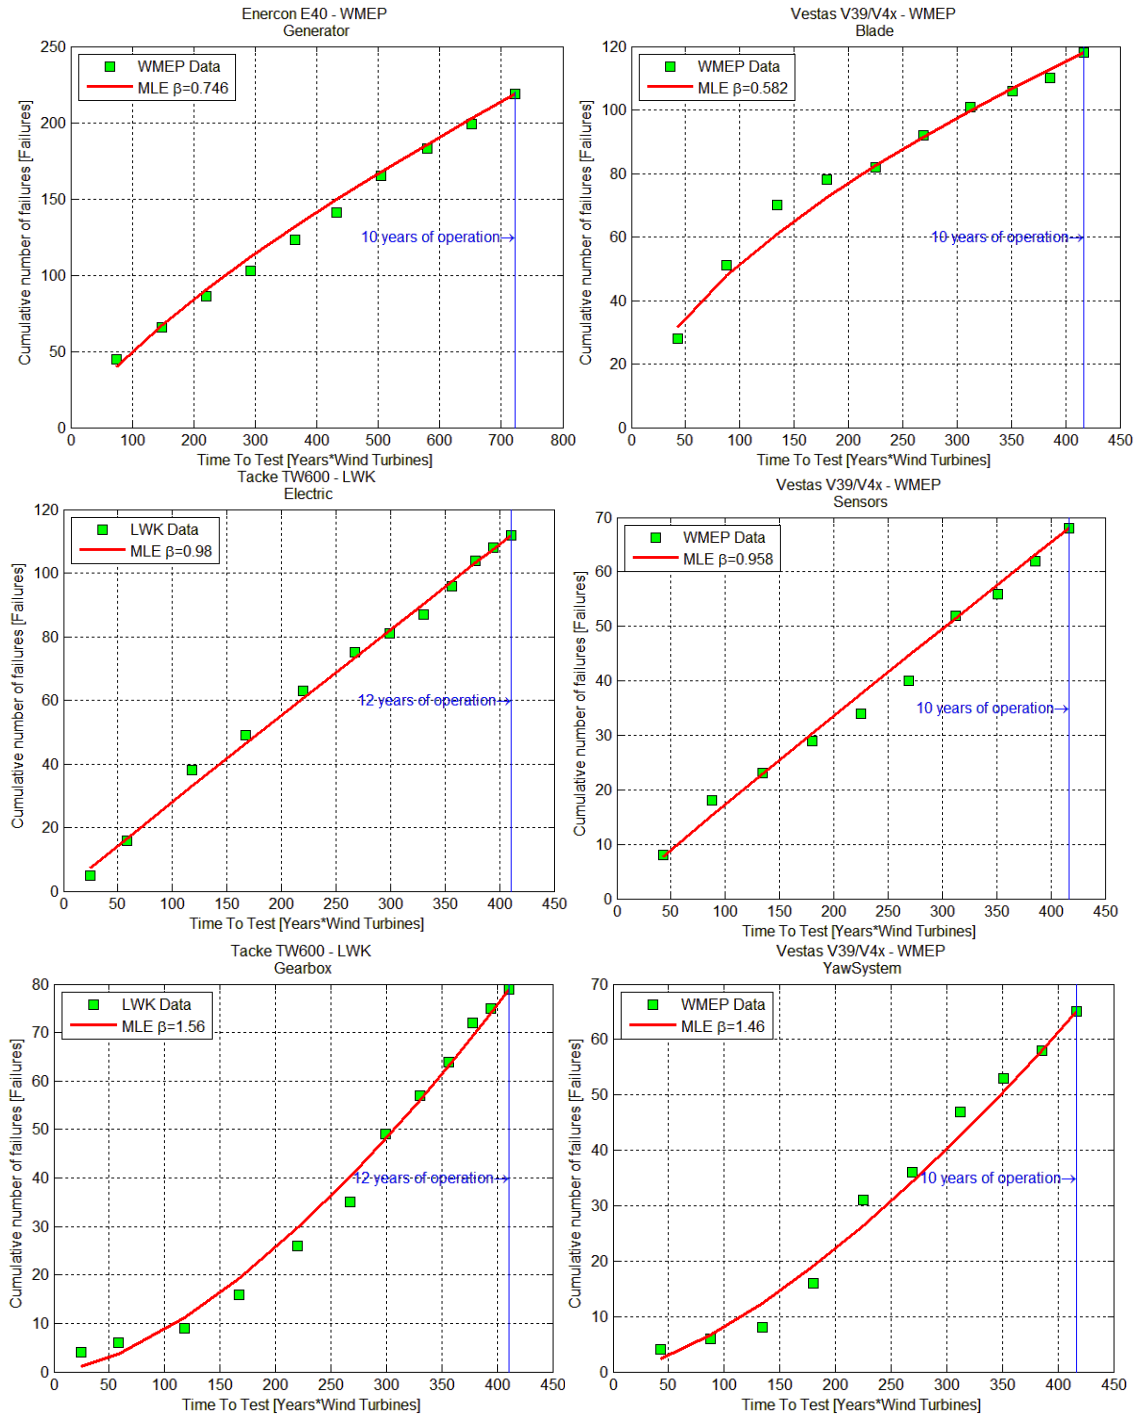 Enercon E40 - WMEP
Generator
WMEP Data
MLE β=0.746
10 years of operation→
Cumulative number of failures [Failures]
250
200
150
100
50
0
0 100 200 300 400 500 600 700 800
Time To Test [Years*Wind Turbines]
Vestas V39/V4x - WMEP
Blade
WMEP Data
MLE β=0.582
10 years of operation→
Cumulative number of failures [Failures]
120
100
80
60
40
20
0
0 50 100 150 200 250 300 350 400 450
Time To Test [Years*Wind Turbines]
Tacke TW600 - LWK
Electric
LWK Data
MLE β=0.98
12 years of operation→
Cumulative number of failures [Failures]
120
100
80
60
40
20
0
0 50 100 150 200 250 300 350 400 450
Time To Test [Years*Wind Turbines]
Vestas V39/V4x - WMEP
Sensors
WMEP Data
MLE β=0.958
10 years of operation→
Cumulative number of failures [Failures]
70
60
50
40
30
20
10
0
0 50 100 150 200 250 300 350 400 450
Time To Test [Years*Wind Turbines]
Tacke TW600 - LWK
Gearbox
LWK Data
MLE β=1.56
12 years of operation→
Cumulative number of failures [Failures]
80
70
60
50
40
30
20
10
0
0 50 100 150 200 250 300 350 400 450
Time To Test [Years*Wind Turbines]
Vestas V39/V4x - WMEP
YawSystem
WMEP Data
MLE β=1.46
10 years of operation→
Cumulative number of failures [Failures]
70
60
50
40
30
20
10
0
0 50 100 150 200 250 300 350 400 450
Time To Test [Years*Wind Turbines]